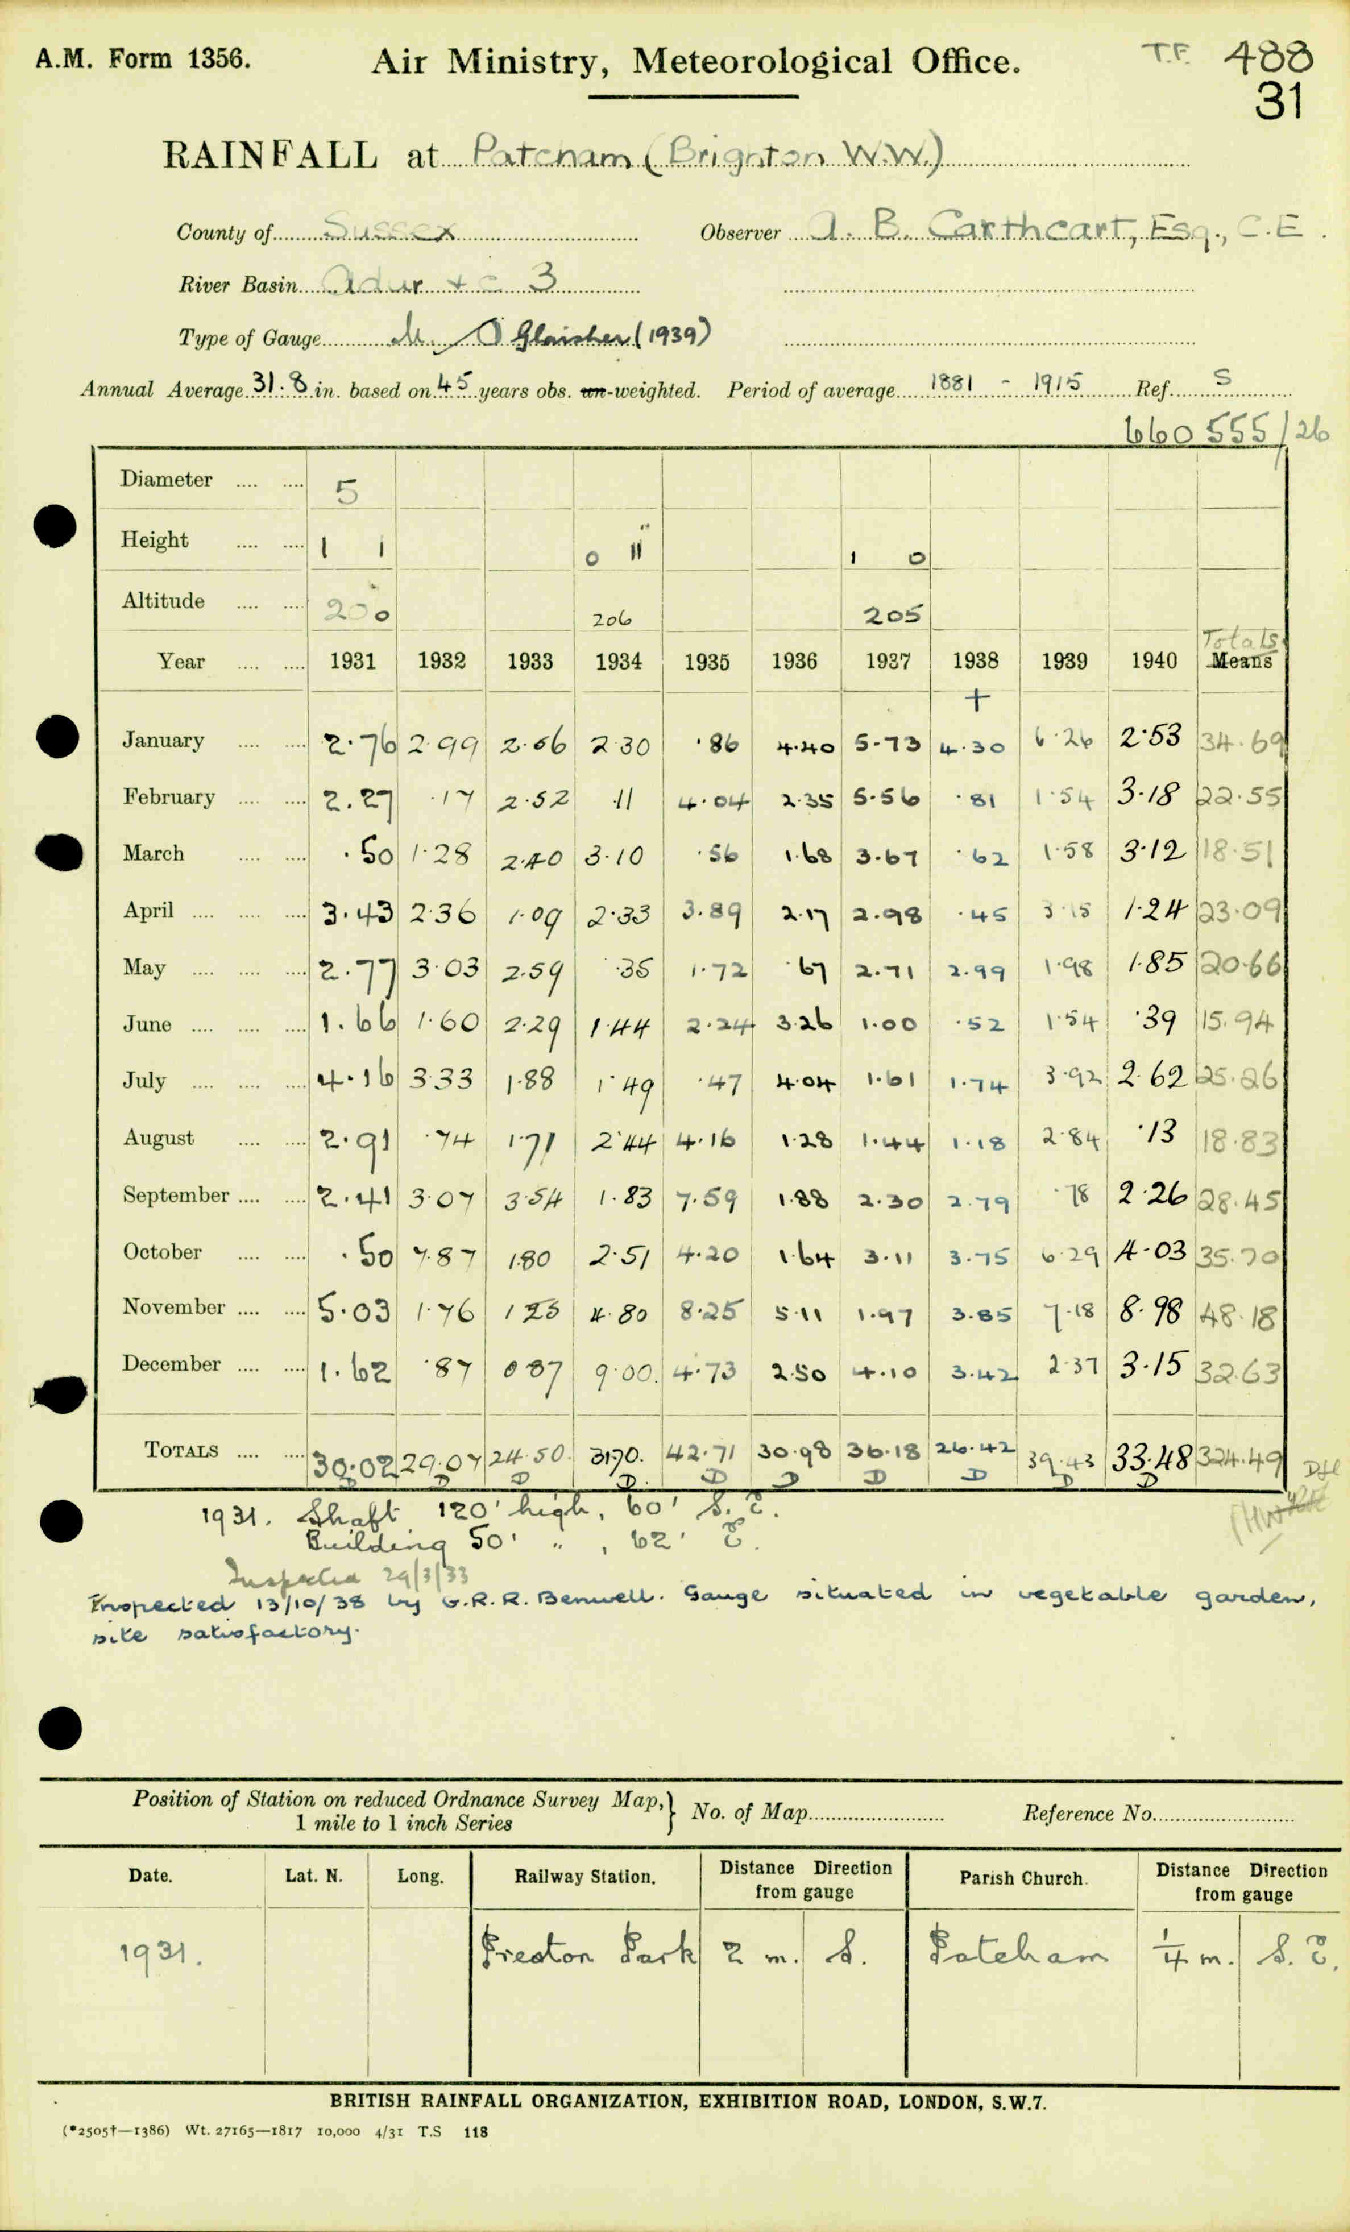 A.M. Form 1356.
Air Ministry, Meteorological Office.
T.F. 488
31
RAINFALL at Patcham (Brighton W.W.)
County of Sussex Observer A. B. Carthcart, Esq., C.E.
River Basin Adur +c 3
Type of Gauge M. O Glaisher (1939)
Annual Average 31.8 in. based on 45 years obs. un-weighted. Period of average 1881 - 1915 Ref. S
660 555/26
Diameter 5
Height 1 1 0 11" 1 0
Altitude 200 206 205
Totals
Year 1931 1932 1933 1934 1935 1936 1937 1938 1939 1940 Means
+
January 2.76 2.99 2.56 2.30 .86 4.40 5.73 4.30 6.26 2.53 34.69
February 2.27 .17 2.52 .11 4.04 2.35 5.56 .81 1.54 3.18 22.55
March .50 1.28 2.40 3.10 .56 1.68 3.67 .62 1.58 3.12 18.51
April 3.43 2.36 1.09 2.33 3.89 2.17 2.98 .45 3.15 1.24 23.09
May 2.77 3.03 2.59 .35 1.72 .67 2.71 2.99 1.98 1.85 20.66
June 1.66 1.60 2.29 1.44 2.24 3.26 1.00 .52 1.54 .39 15.94
July 4.16 3.33 1.88 1.49 .47 4.04 1.61 1.74 3.92 2.62 25.26
August 2.91 .74 1.71 2.44 4.16 1.28 1.44 1.18 2.84 .13 18.83
September 2.41 3.07 3.54 1.83 7.59 1.88 2.30 2.79 .78 2.26 28.45
October .50 7.87 1.80 2.51 4.20 1.64 3.11 3.75 6.29 4.03 35.70
November 5.03 1.76 1.25 4.80 8.25 5.11 1.97 3.85 7.18 8.98 48.18
December 1.62 .87 0.87 9.00 4.73 2.50 4.10 3.42 2.37 3.15 32.63
TOTALS 30.02 29.07 24.50 31.70 42.71 30.98 36.18 26.42 39.43 33.48 324.49
D D D D D D D D D D
1931. Shaft 120' high, 60' S.E.
Building 50' " , 62' E.
Inspected 29/3/33
Inspected 13/10/38 by G.R.R. Benwell. Gauge situated in vegetable garden,
site satisfactory.
Position of Station on reduced Ordnance Survey Map, } No. of Map Reference No.
1 mile to 1 inch Series
Date. Lat. N. Long. Railway Station. Distance Direction from gauge Parish Church. Distance Direction from gauge
1931. Preston Park 2 m. S. Patcham 1/4 m. S.E.
BRITISH RAINFALL ORGANIZATION, EXHIBITION ROAD, LONDON, S.W.7.
(*2505†—1386) Wt. 27165—1817 10,000 4/31 T.S 118